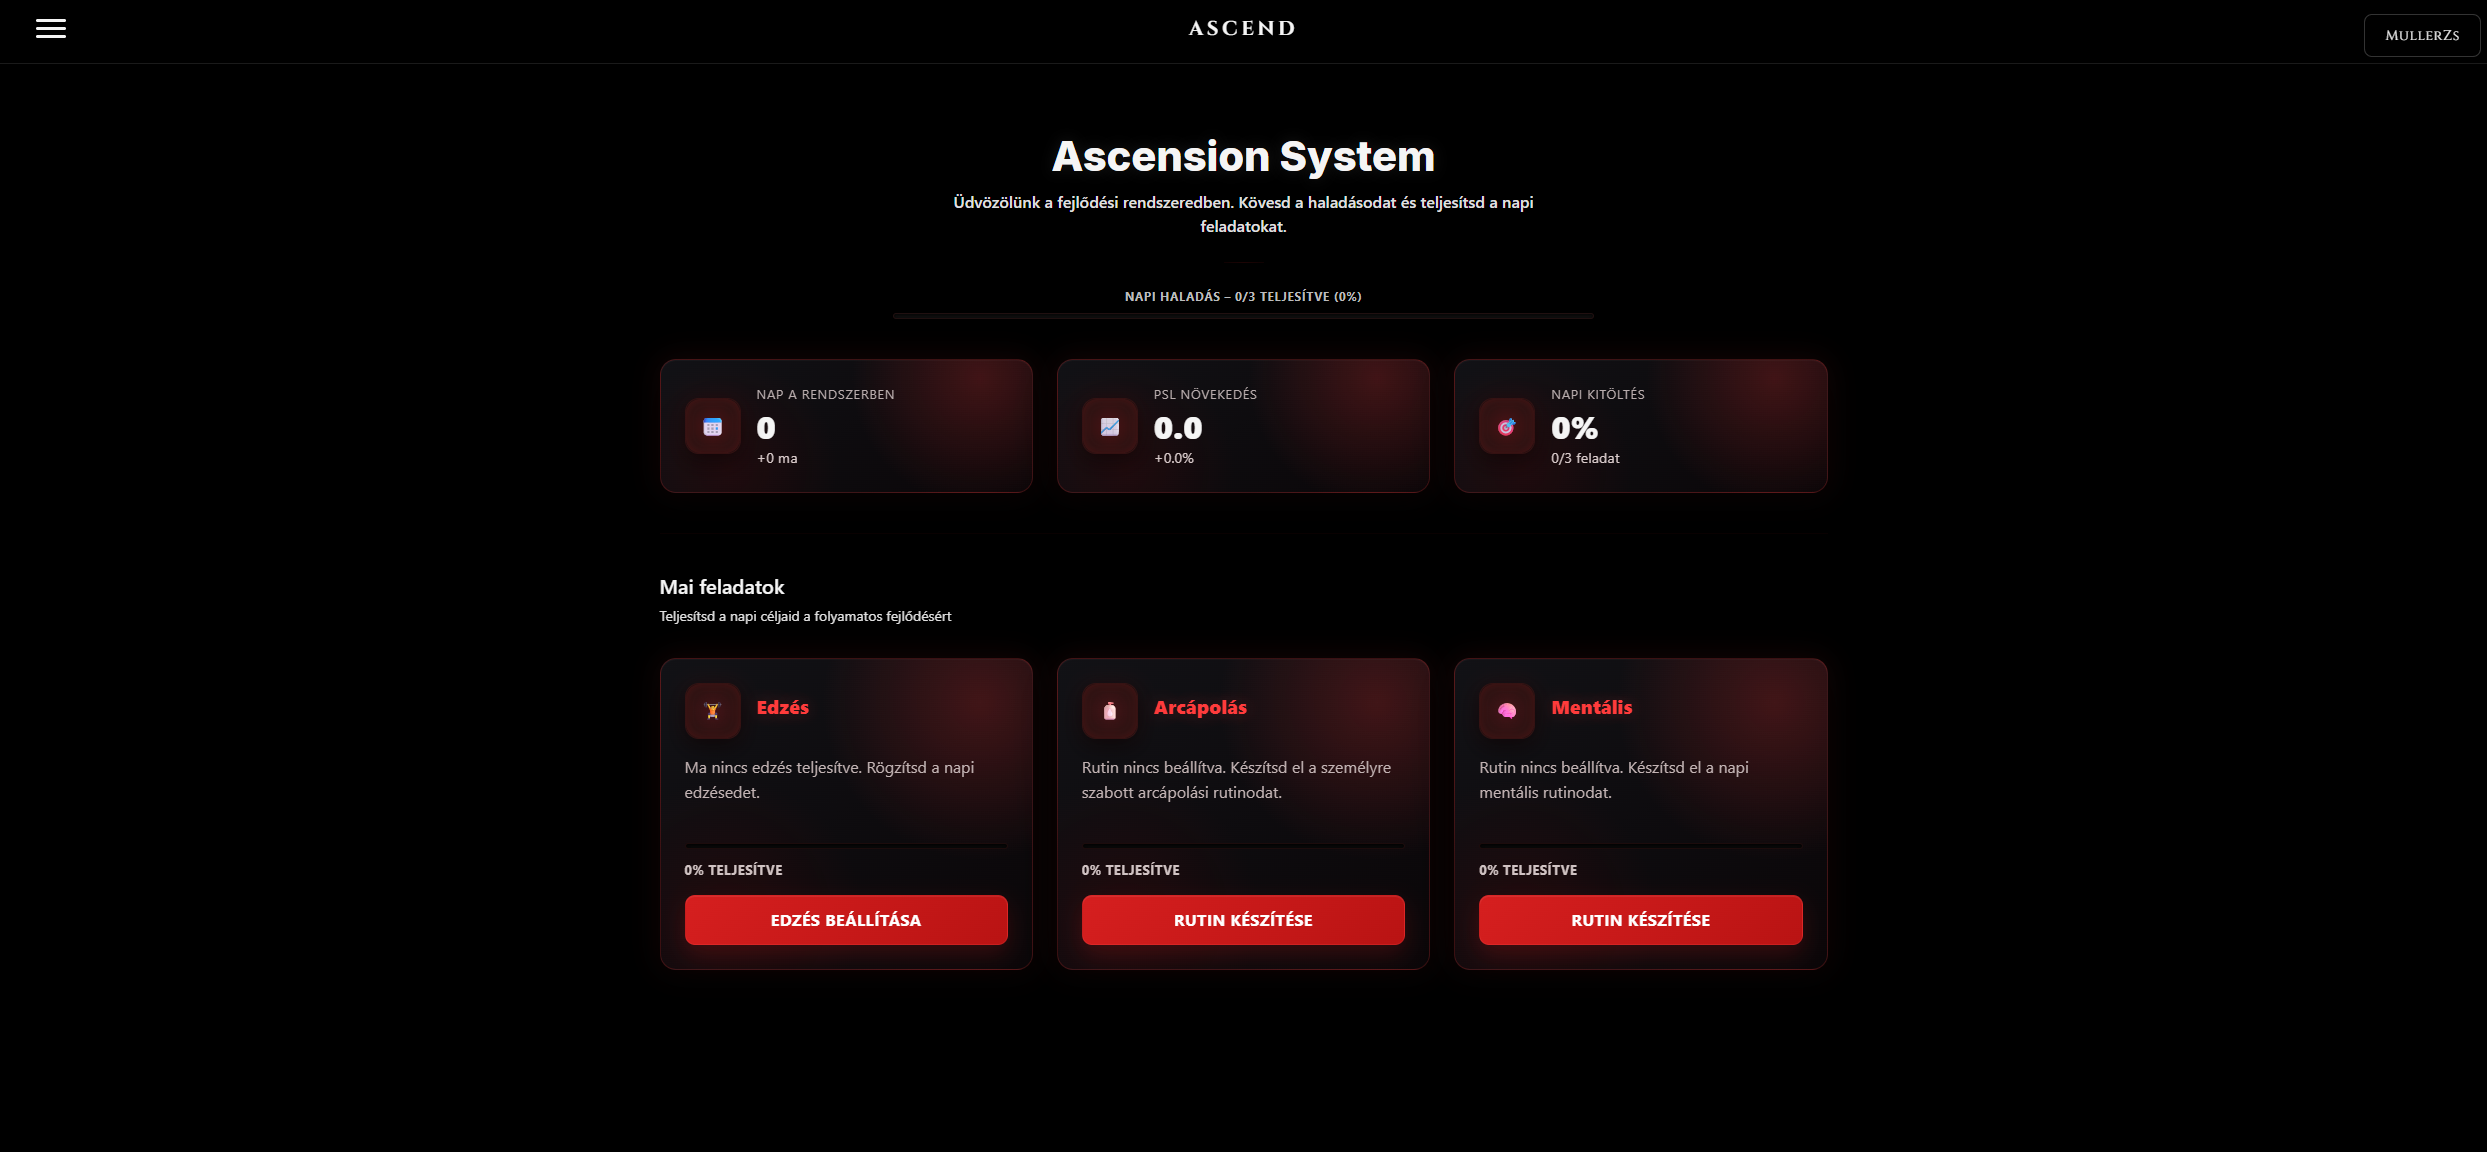 ASCEND
MullerZs
Ascension System
Üdvözölünk a fejlődési rendszeredben. Kövesd a haladásodat és teljesítsd a napi
feladatokat.
NAPI HALADÁS – 0/3 TELJESÍTVE (0%)
NAP A RENDSZERBEN
0
+0 ma
PSL NÖVEKEDÉS
0.0
+0.0%
NAPI KITÖLTÉS
0%
0/3 feladat
Mai feladatok
Teljesítsd a napi céljaid a folyamatos fejlődésért
Edzés
Ma nincs edzés teljesítve. Rögzítsd a napi
edzésedet.
0% TELJESÍTVE
EDZÉS BEÁLLÍTÁSA
Arcápolás
Rutin nincs beállítva. Készítsd el a személyre
szabott arcápolási rutinodat.
0% TELJESÍTVE
RUTIN KÉSZÍTÉSE
Mentális
Rutin nincs beállítva. Készítsd el a napi
mentális rutinodat.
0% TELJESÍTVE
RUTIN KÉSZÍTÉSE